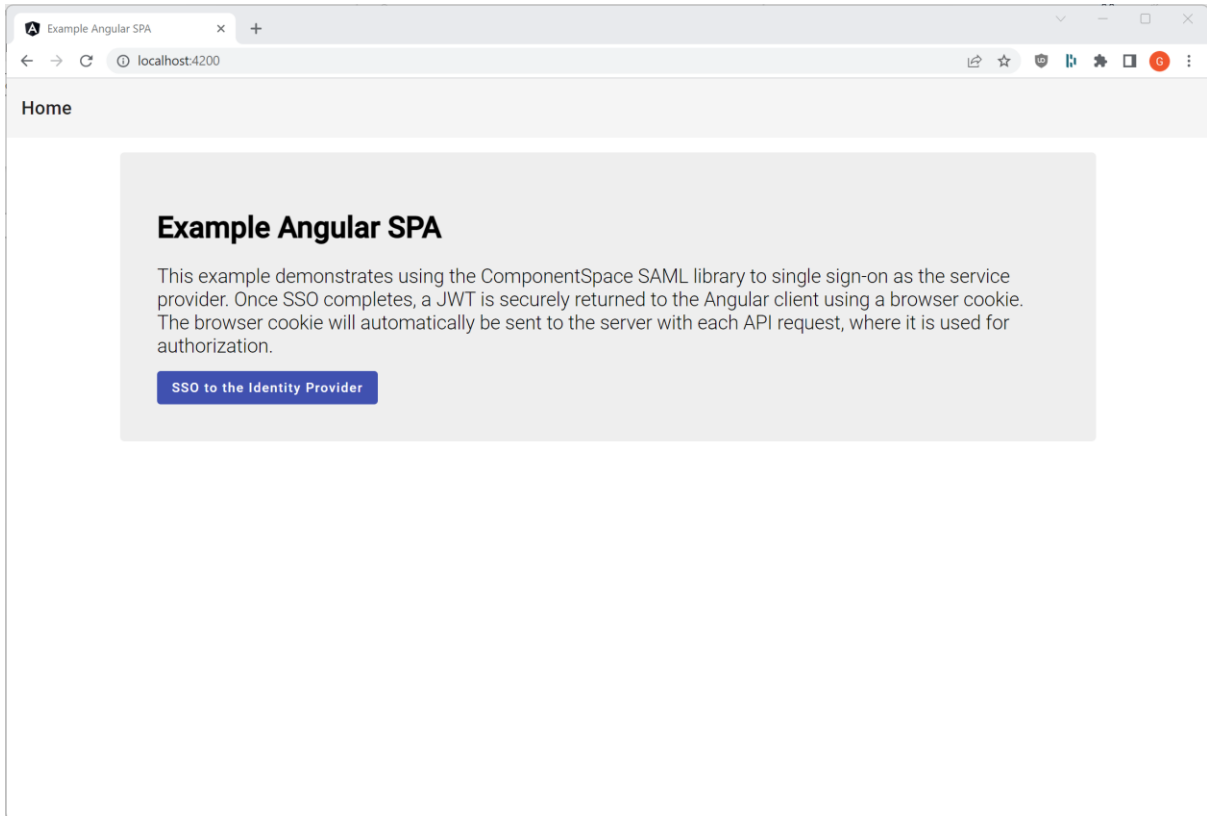 Example Angular SPA
localhost:4200
G
Home
Example Angular SPA
This example demonstrates using the ComponentSpace SAML library to single sign-on as the service
provider. Once SSO completes, a JWT is securely returned to the Angular client using a browser cookie.
The browser cookie will automatically be sent to the server with each API request, where it is used for
authorization.
SSO to the Identity Provider